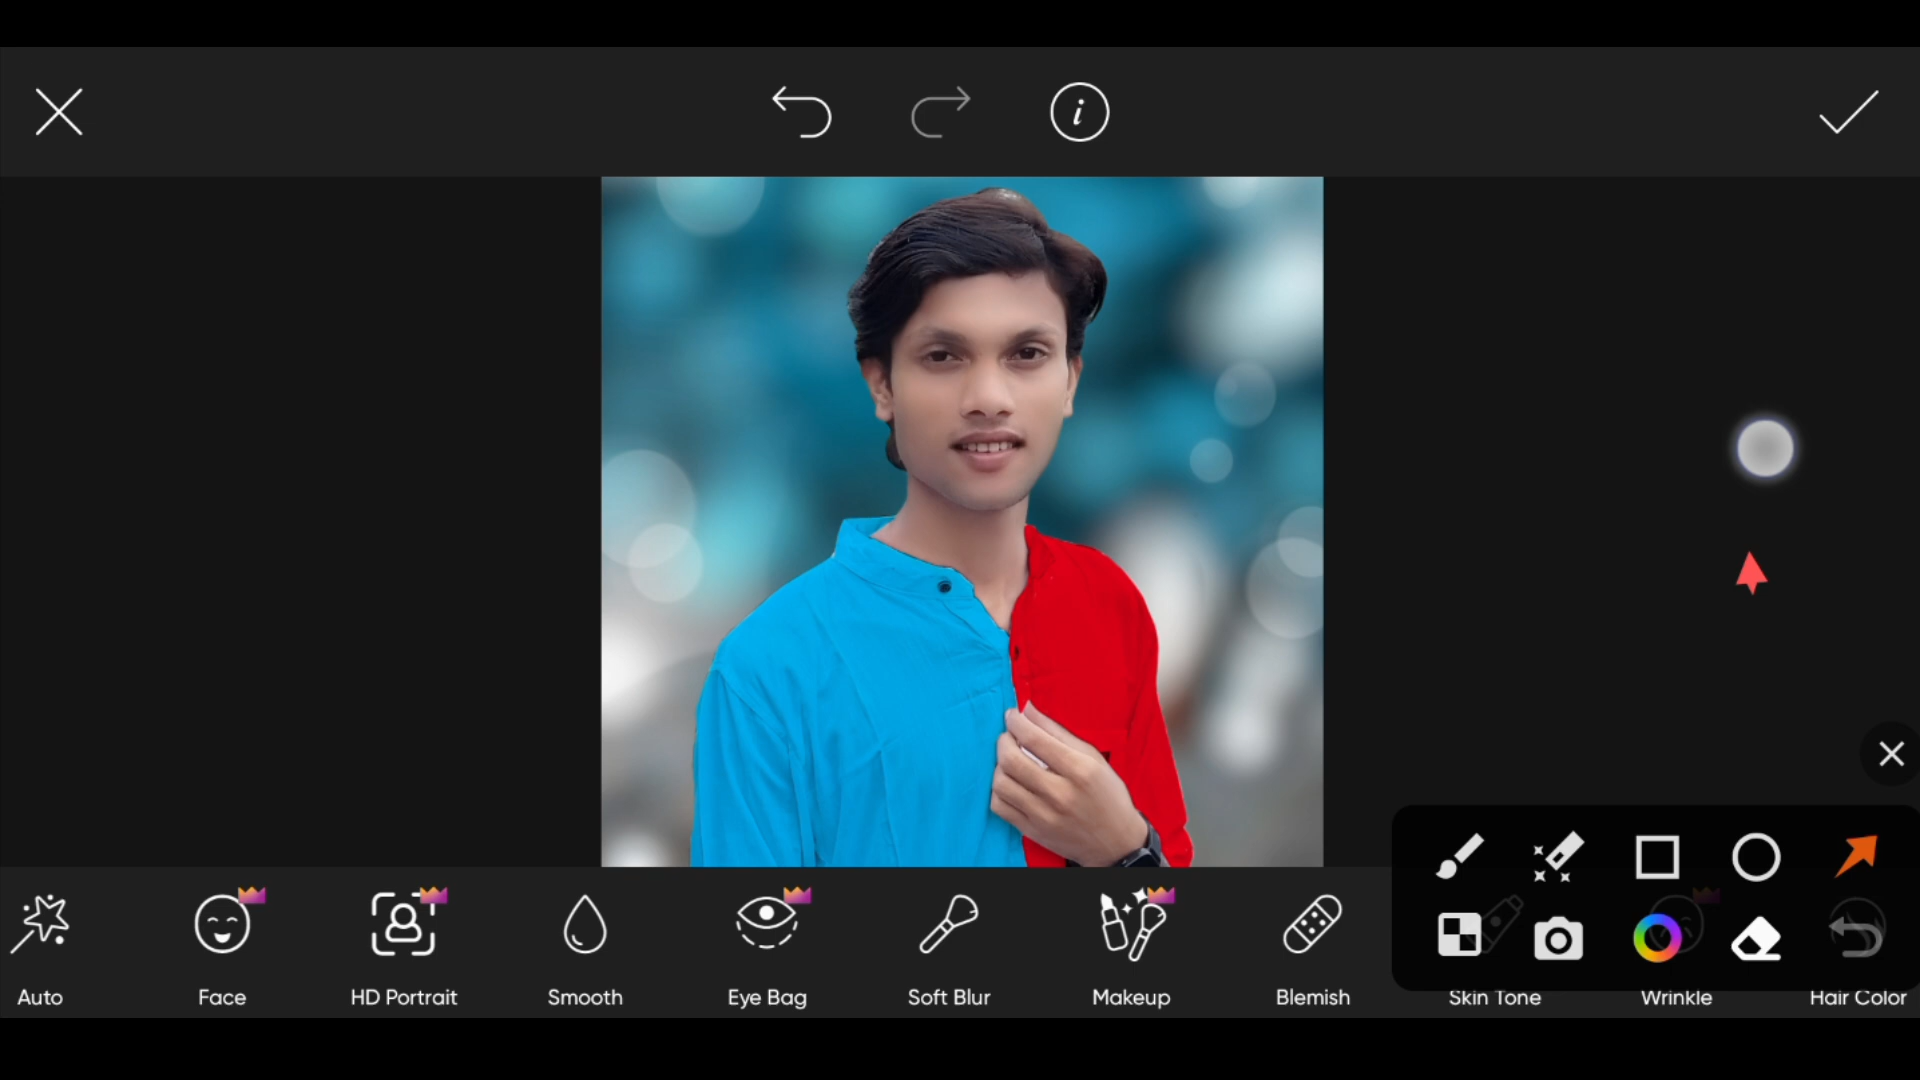 i
Auto
Face
HD Portrait
Smooth
Eye Bag
Soft Blur
Makeup
Blemish
Skin Tone
Wrinkle
Hair Color